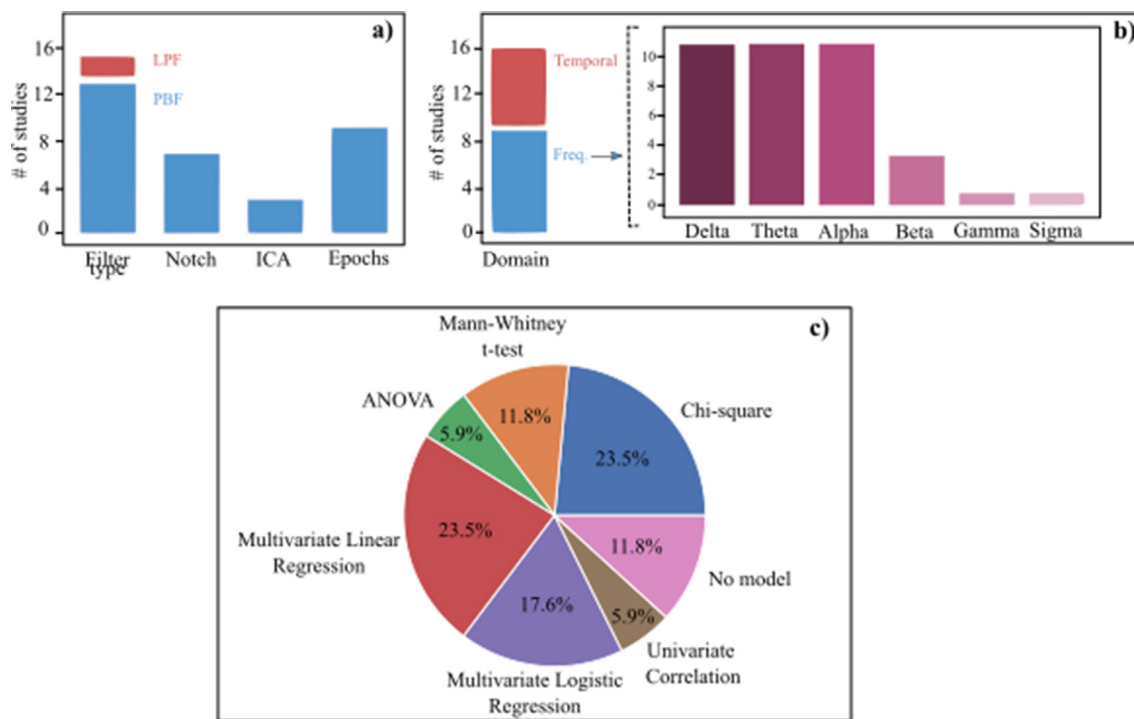 a)
# of studies
16
12
8
4
0
LPF
PBF
Filter
type
Notch
ICA
Epochs
b)
# of studies
16
12
8
4
0
Temporal
Freq.
Domain
10
8
6
4
2
0
Delta
Theta
Alpha
Beta
Gamma
Sigma
c)
Mann-Whitney
t-test
11.8%
ANOVA
5.9%
Chi-square
23.5%
Multivariate Linear
Regression
23.5%
No model
11.8%
17.6%
Multivariate Logistic
Regression
5.9%
Univariate
Correlation